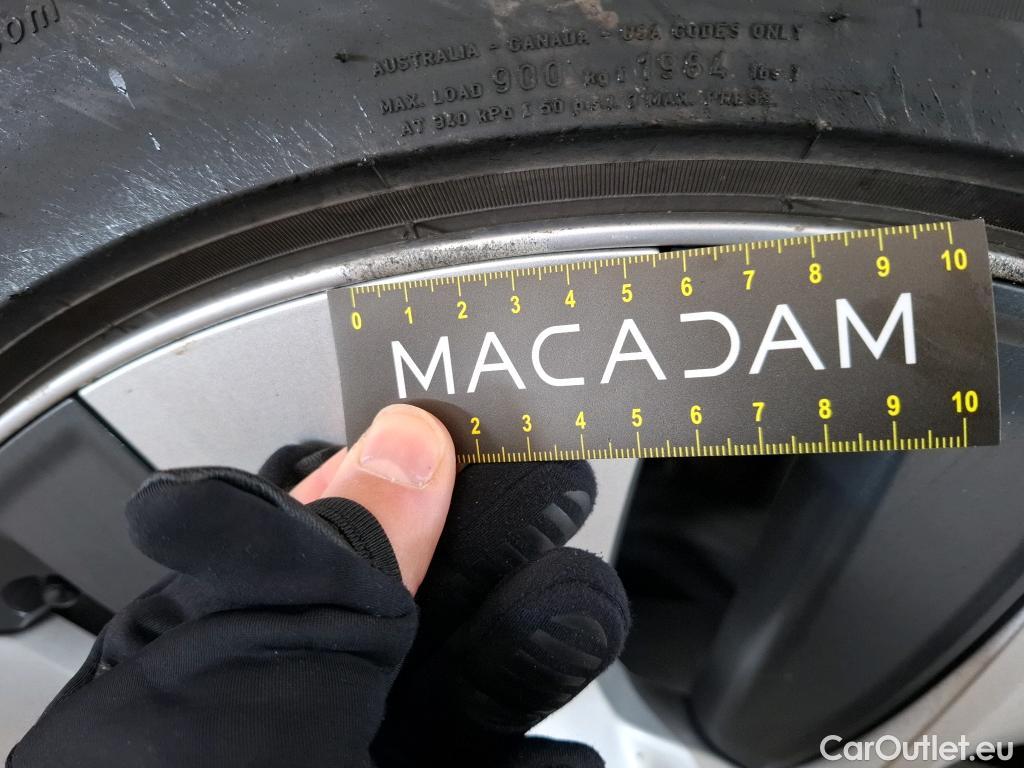 com
AUSTRALIA - CANADA - USA CODES ONLY
MAX. LOAD 900 kg [ 1984 lbs ]
AT 340 kPa [ 50 p.s.i. ] MAX. PRESS.
0 1 2 3 4 5 6 7 8 9 10
MACADAM
2 3 4 5 6 7 8 9 10
CarOutlet.eu